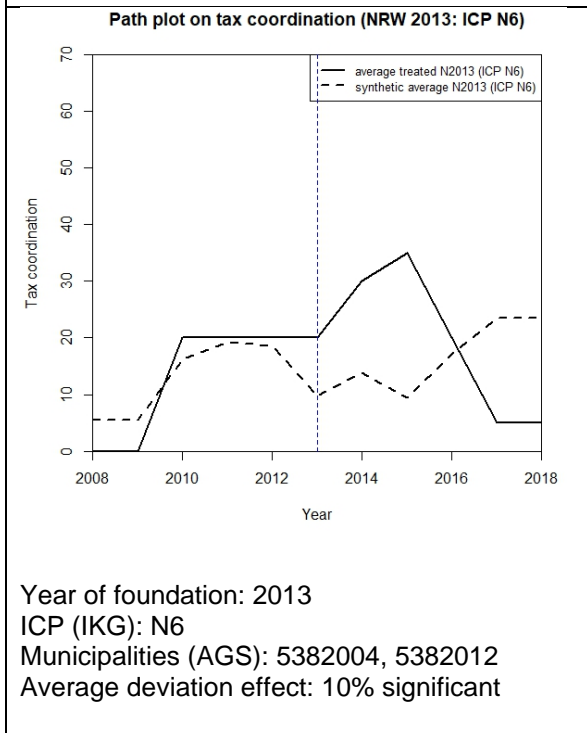 Path plot on tax coordination (NRW 2013: ICP N6)
70
60
50
40
30
20
10
0
Tax coordination
average treated N2013 (ICP N6)
synthetic average N2013 (ICP N6)
2008 2010 2012 2014 2016 2018
Year
Year of foundation: 2013
ICP (IKG): N6
Municipalities (AGS): 5382004, 5382012
Average deviation effect: 10% significant